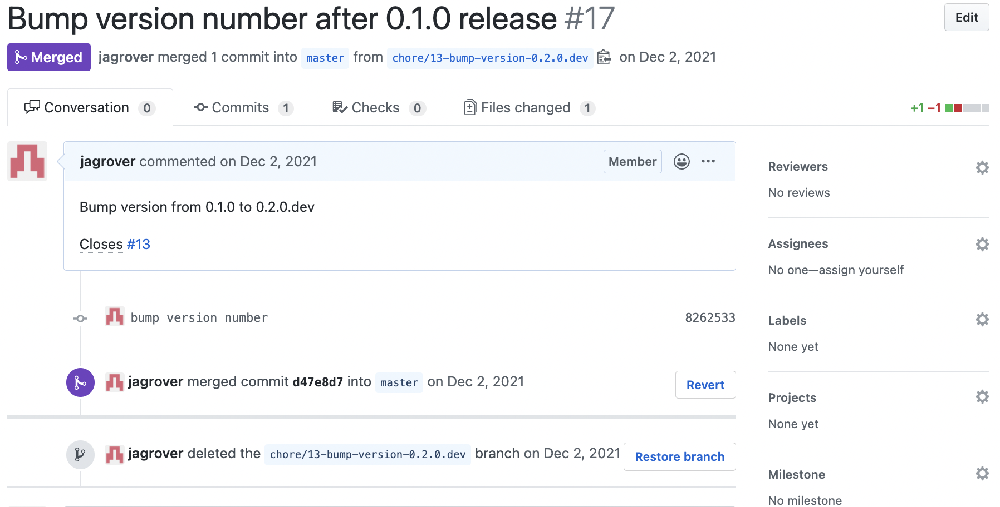 Bump version number after 0.1.0 release #17
Edit
Merged jagrover merged 1 commit into master from chore/13-bump-version-0.2.0.dev on Dec 2, 2021
Conversation 0 Commits 1 Checks 0 Files changed 1 +1 −1
jagrover commented on Dec 2, 2021 Member
Bump version from 0.1.0 to 0.2.0.dev
Closes #13
bump version number 8262533
jagrover merged commit d47e8d7 into master on Dec 2, 2021 Revert
jagrover deleted the chore/13-bump-version-0.2.0.dev branch on Dec 2, 2021 Restore branch
Reviewers
No reviews
Assignees
No one—assign yourself
Labels
None yet
Projects
None yet
Milestone
No milestone